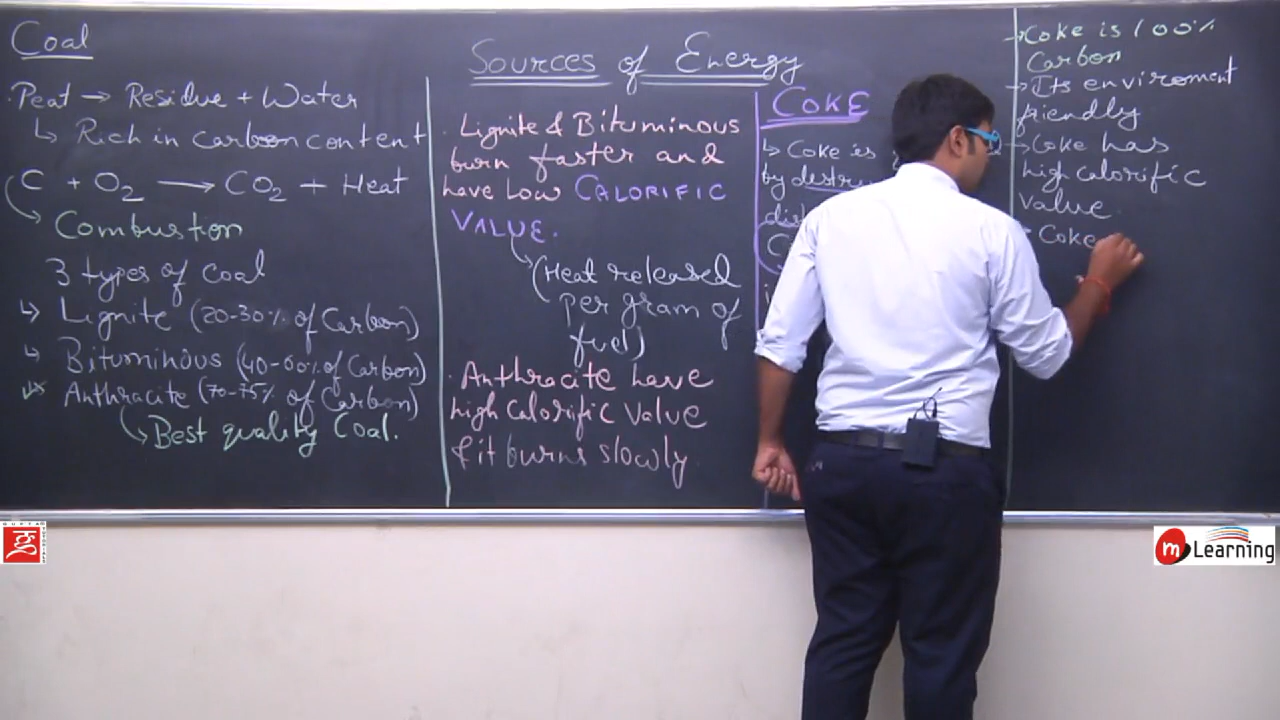 Coal
Sources of Energy
· Peat → Residue + Water
↳ Rich in carbon content
C + O₂ → CO₂ + Heat
Combustion
3 types of coal
↳ Lignite (20-30% of Carbon)
↳ Bituminous (40-60% of Carbon)
Anthracite (70-75% of Carbon)
↳ Best quality Coal.
· Lignite & Bituminous
burn faster and
have Low CALORIFIC
VALUE.
(Heat released
per gram of
fuel)
· Anthracite have
high Calorific Value
& it burns slowly.
COKE
↳ Coke is
by
→ Coke is 100%
Carbon
→ Its enviroment
friendly
→ Coke has
high calorific
Value.
Coke
m Learning